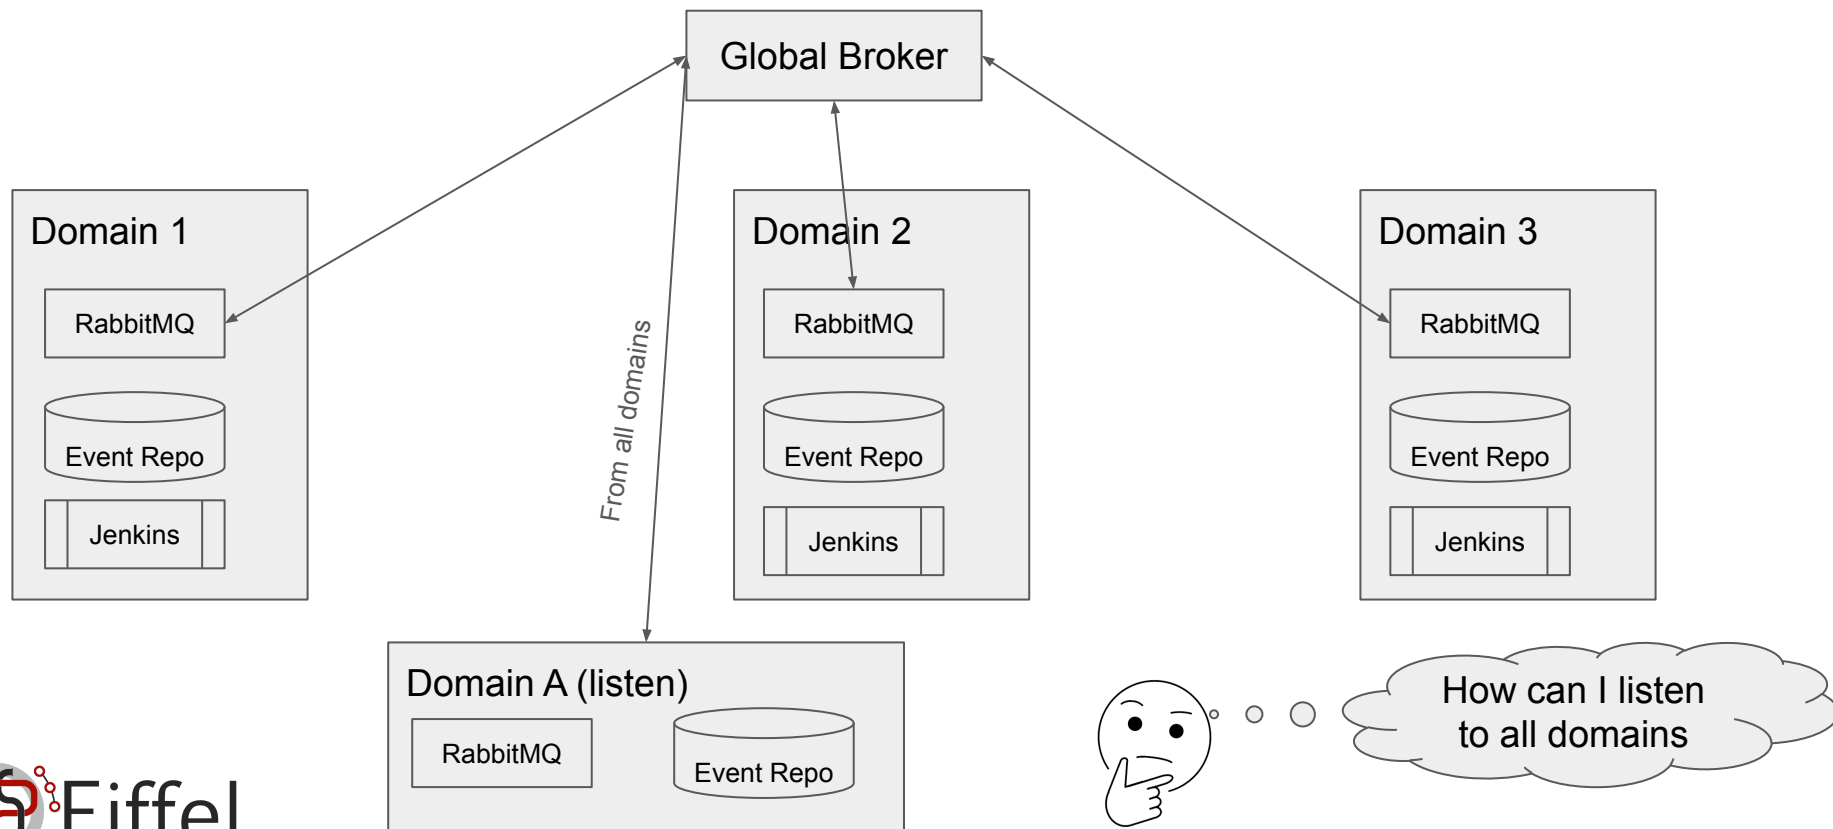 Global Broker
Domain 1
RabbitMQ
Event Repo
Jenkins
From all domains
Domain 2
RabbitMQ
Event Repo
Jenkins
Domain 3
RabbitMQ
Event Repo
Jenkins
Domain A (listen)
RabbitMQ
Event Repo
How can I listen
to all domains
Eiffel